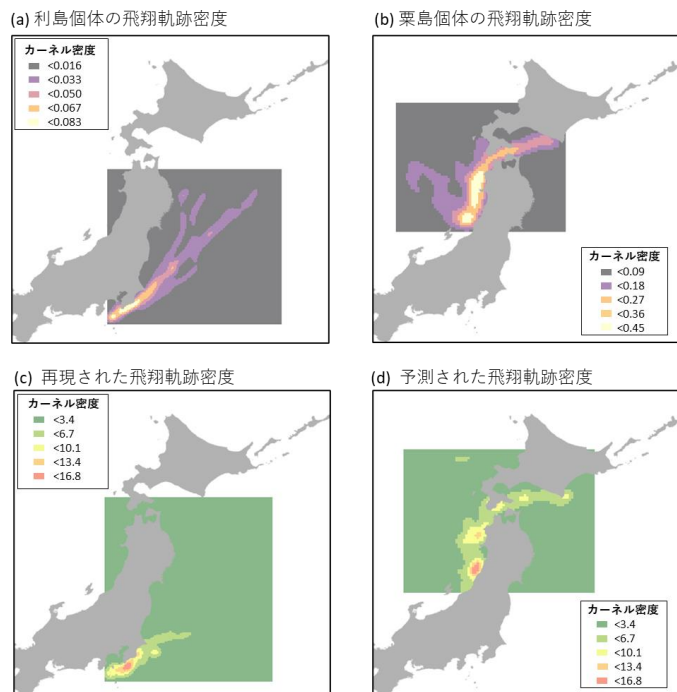 (a) 利島個体の飛翔軌跡密度
カーネル密度
<0.016
<0.033
<0.050
<0.067
<0.083
(b) 粟島個体の飛翔軌跡密度
<0.09
<0.18
<0.27
<0.36
<0.45
カーネル密度
(c) 再現された飛翔軌跡密度
カーネル密度
<3.4
<6.7
<10.1
<13.4
<16.8
(d) 予測された飛翔軌跡密度
カーネル密度
<3.4
<6.7
<10.1
<13.4
<16.8